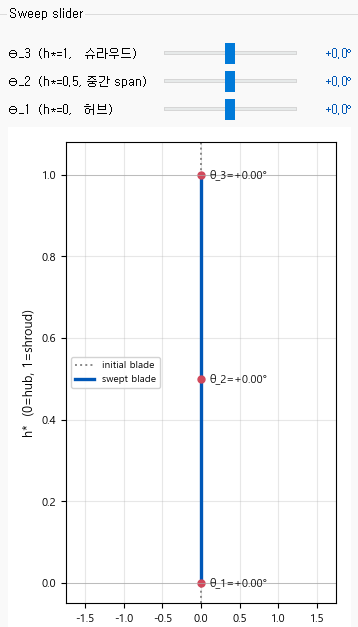 Sweep slider
θ_3 (h*=1, 슈라우드) +0,0°
θ_2 (h*=0,5, 중간 span) +0,0°
θ_1 (h*=0, 허브) +0,0°
1.0
0.8
0.6
0.4
0.2
0.0
h* (0=hub, 1=shroud)
θ_3=+0.00°
initial blade
swept blade
θ_2=+0.00°
θ_1=+0.00°
-1.5 -1.0 -0.5 0.0 0.5 1.0 1.5